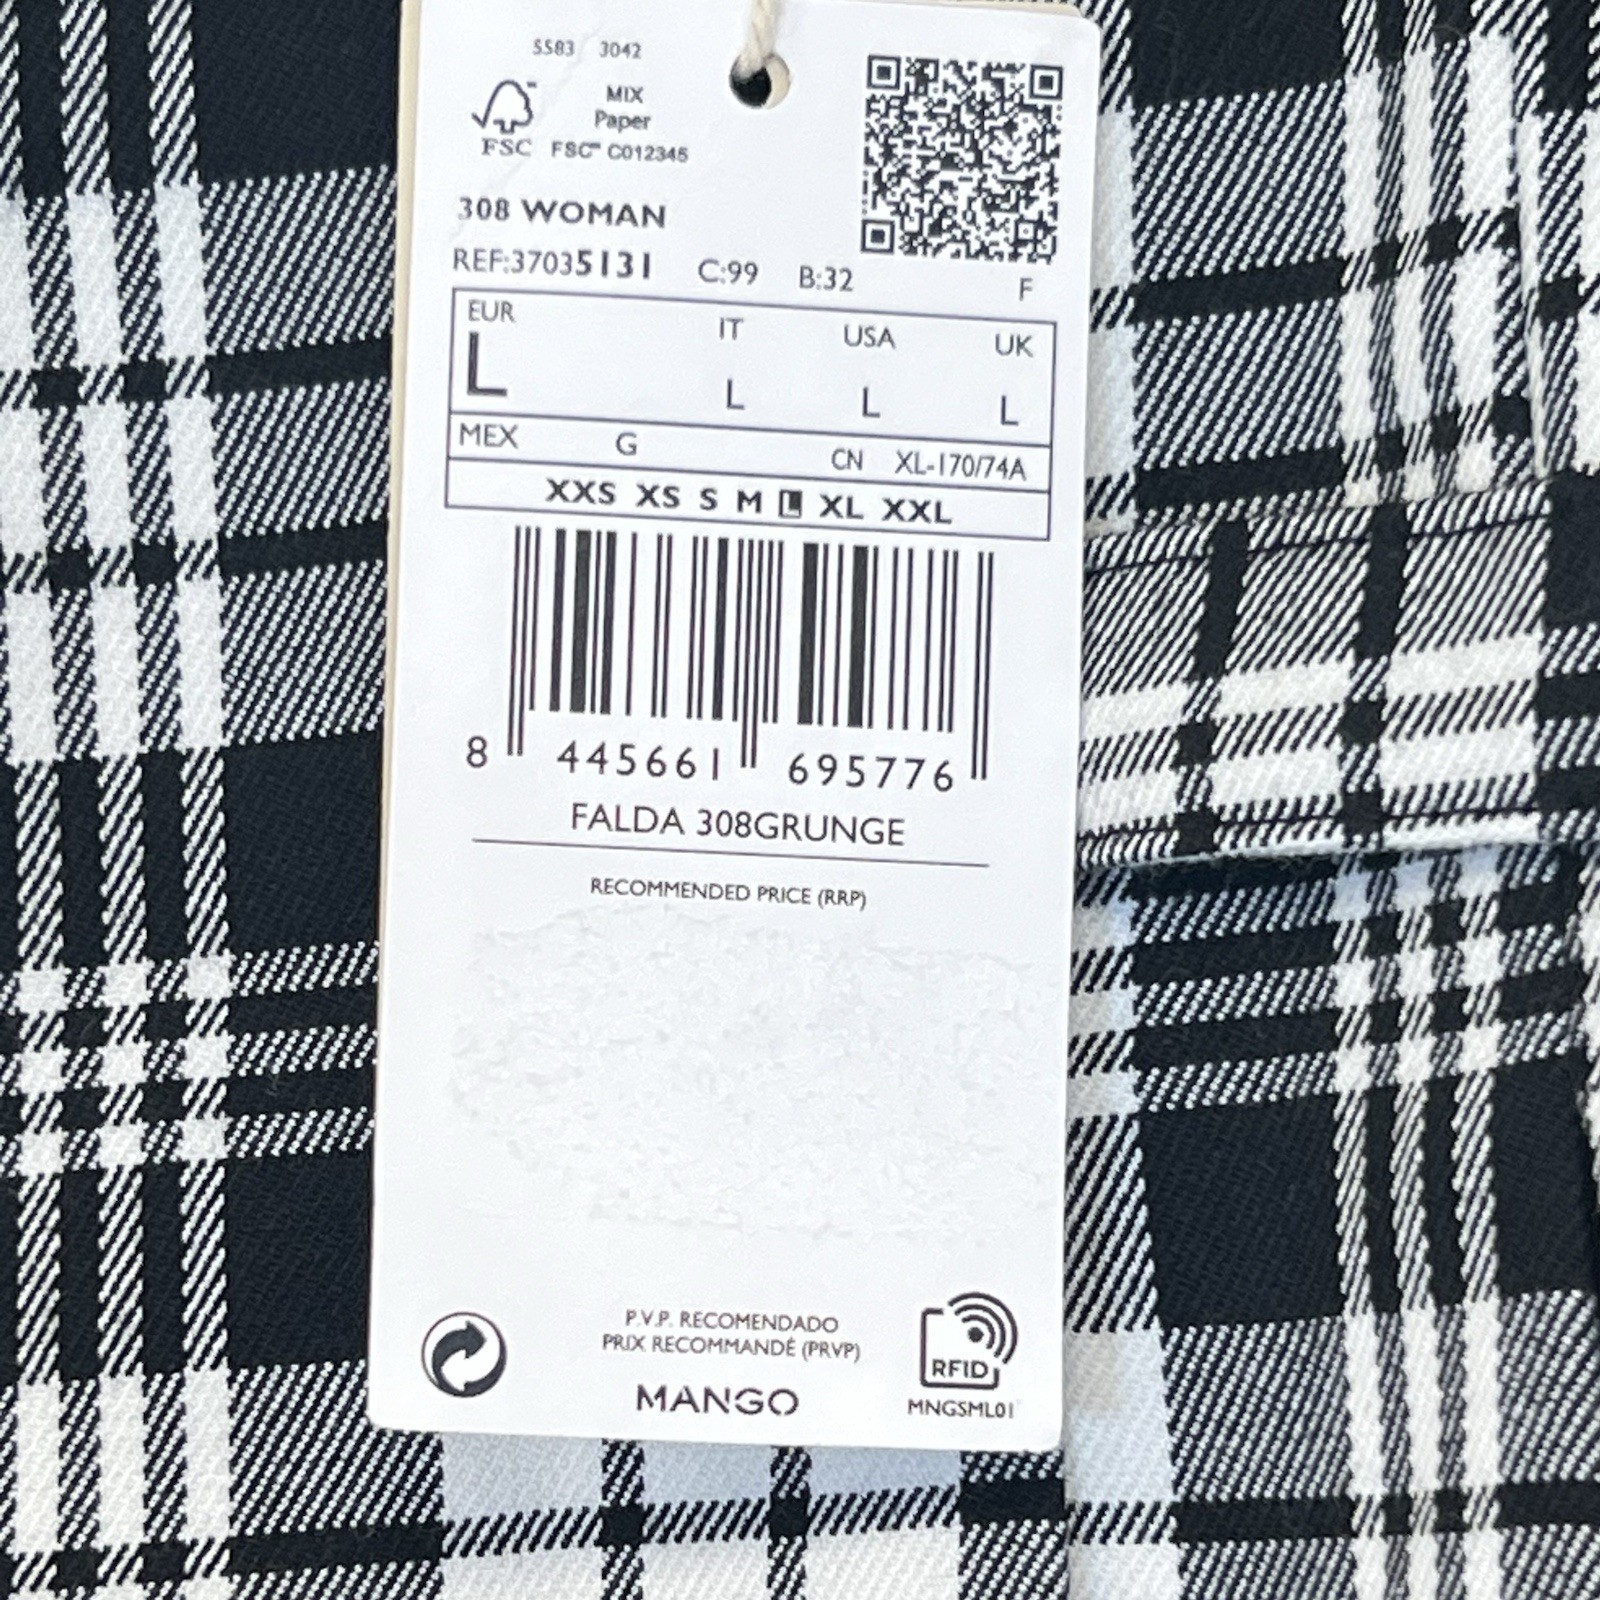 5583 3042
MIX
Paper
FSC FSC™ C012345
308 WOMAN
REF:37035131 C:99 B:32 F
EUR IT USA UK
L L L L
MEX G CN XL-170/74A
XXS XS S M L XL XXL
8 445661 695776
FALDA 308GRUNGE
RECOMMENDED PRICE (RRP)
P.V.P. RECOMENDADO
PRIX RECOMMANDÉ (PRVP)
RFID
MANGO
MNGSML01